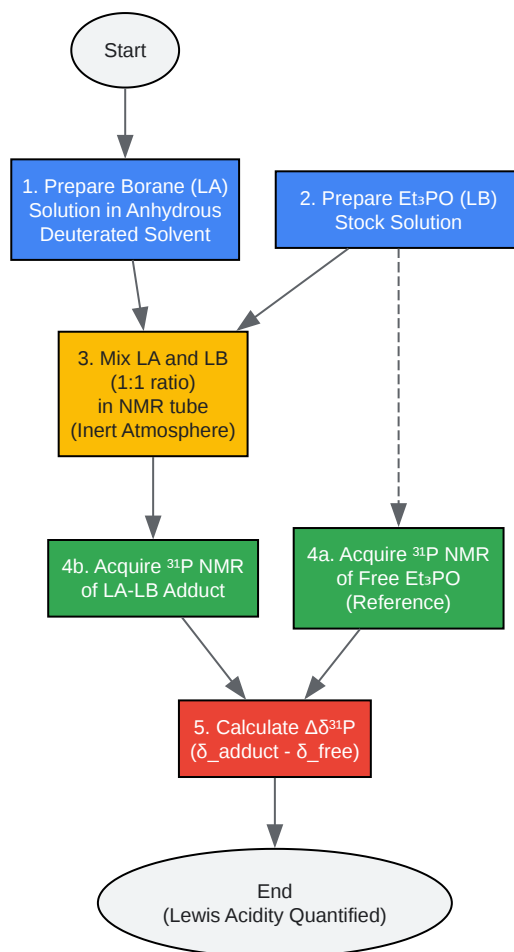 Start
1. Prepare Borane (LA)
Solution in Anhydrous
Deuterated Solvent
2. Prepare Et₃PO (LB)
Stock Solution
3. Mix LA and LB
(1:1 ratio)
in NMR tube
(Inert Atmosphere)
4b. Acquire ³¹P NMR
of LA-LB Adduct
4a. Acquire ³¹P NMR
of Free Et₃PO
(Reference)
5. Calculate Δδ³¹P
(δ_adduct - δ_free)
End
(Lewis Acidity Quantified)